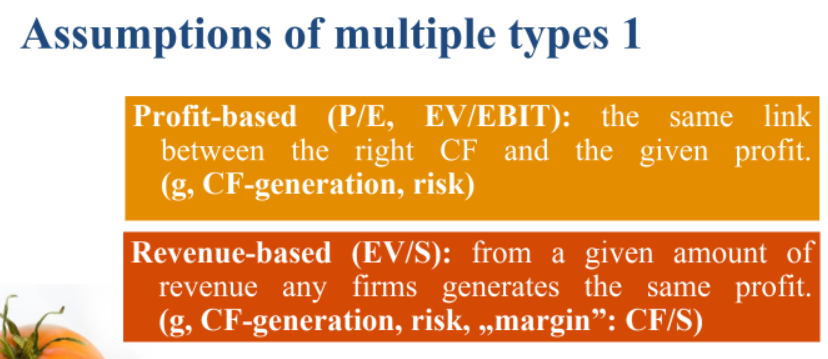 Assumptions of multiple types 1
Profit-based (P/E, EV/EBIT): the same link
between the right CF and the given profit.
(g, CF-generation, risk)
Revenue-based (EV/S): from a given amount of
revenue any firms generates the same profit.
(g, CF-generation, risk, „margin”: CF/S)